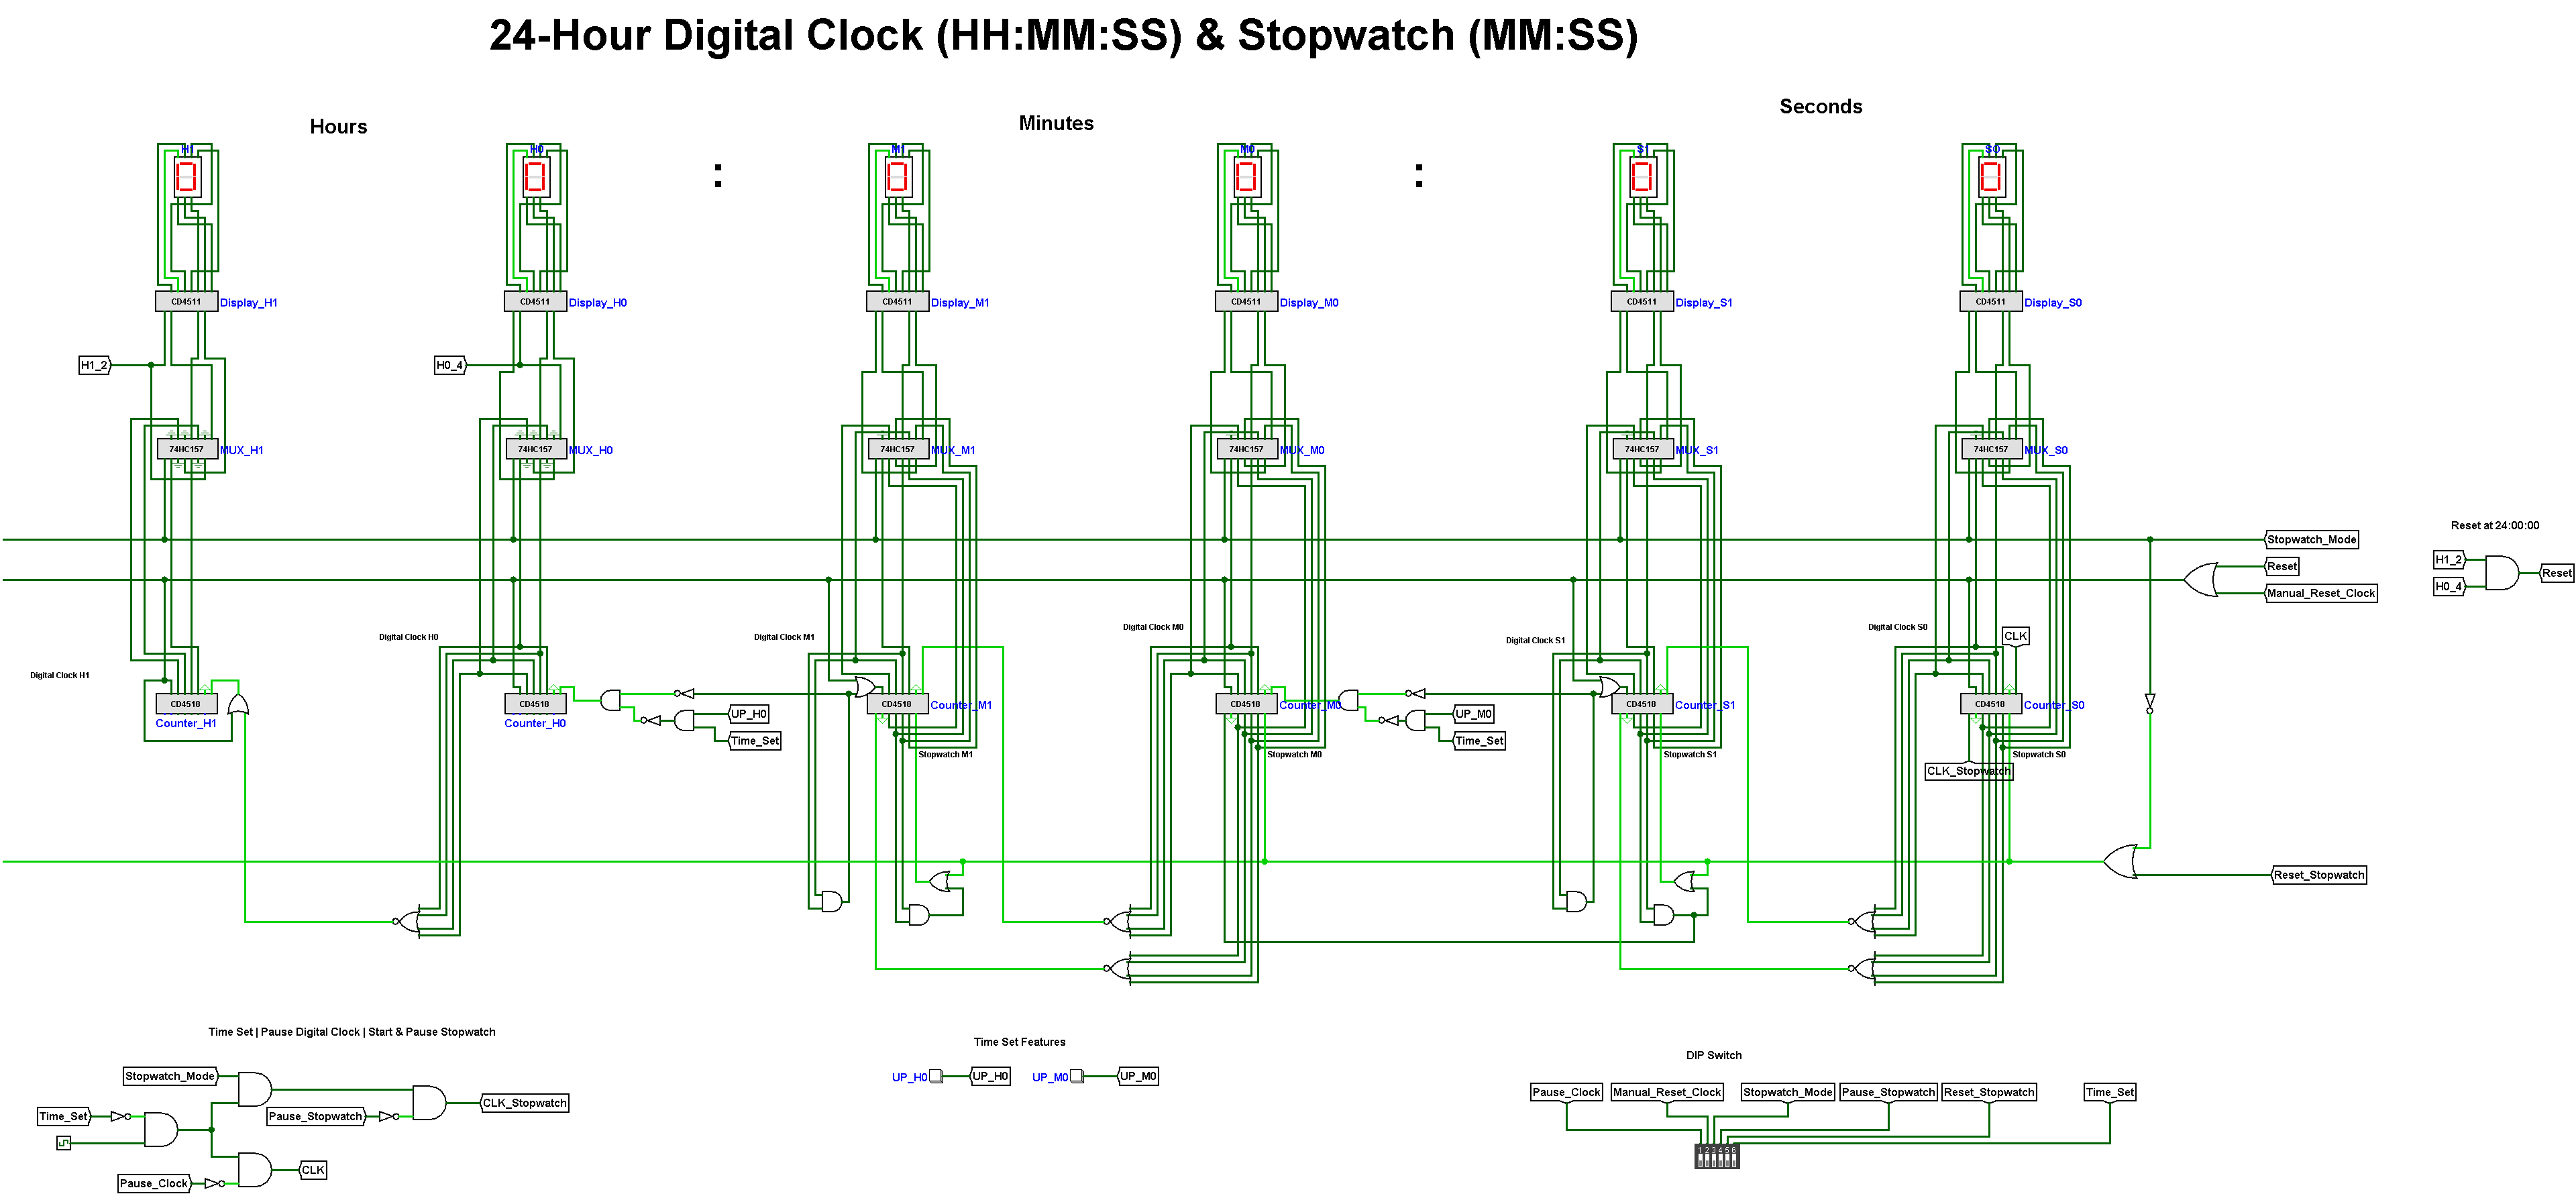 24-Hour Digital Clock (HH:MM:SS) & Stopwatch (MM:SS)
Hours
Minutes
Seconds
H1
H0
:
M1
M0
:
S1
S0
CD4511 Display_H1
CD4511 Display_H0
CD4511 Display_M1
CD4511 Display_M0
CD4511 Display_S1
CD4511 Display_S0
H1_2
H0_4
74HC157 MUX_H1
74HC157 MUX_H0
74HC157 MUX_M1
74HC157 MUX_M0
74HC157 MUX_S1
74HC157 MUX_S0
Stopwatch_Mode
Reset
Manual_Reset_Clock
Reset at 24:00:00
H1_2
H0_4
Reset
Digital Clock H1
Digital Clock H0
Digital Clock M1
Digital Clock M0
Digital Clock S1
Digital Clock S0
CLK
CD4518
Counter_H1
CD4518
Counter_H0
UP_H0
Time_Set
CD4518 Counter_M1
Stopwatch M1
CD4518 Counter_M0
Stopwatch M0
UP_M0
Time_Set
CD4518 Counter_S1
Stopwatch S1
CD4518 Counter_S0
Stopwatch S0
CLK_Stopwatch
Reset_Stopwatch
Time Set | Pause Digital Clock | Start & Pause Stopwatch
Stopwatch_Mode
Time_Set
Pause_Stopwatch
CLK_Stopwatch
Pause_Clock
CLK
Time Set Features
UP_H0 UP_H0
UP_M0 UP_M0
DIP Switch
Pause_Clock
Manual_Reset_Clock
Stopwatch_Mode
Pause_Stopwatch
Reset_Stopwatch
Time_Set
1 2 3 4 5 6